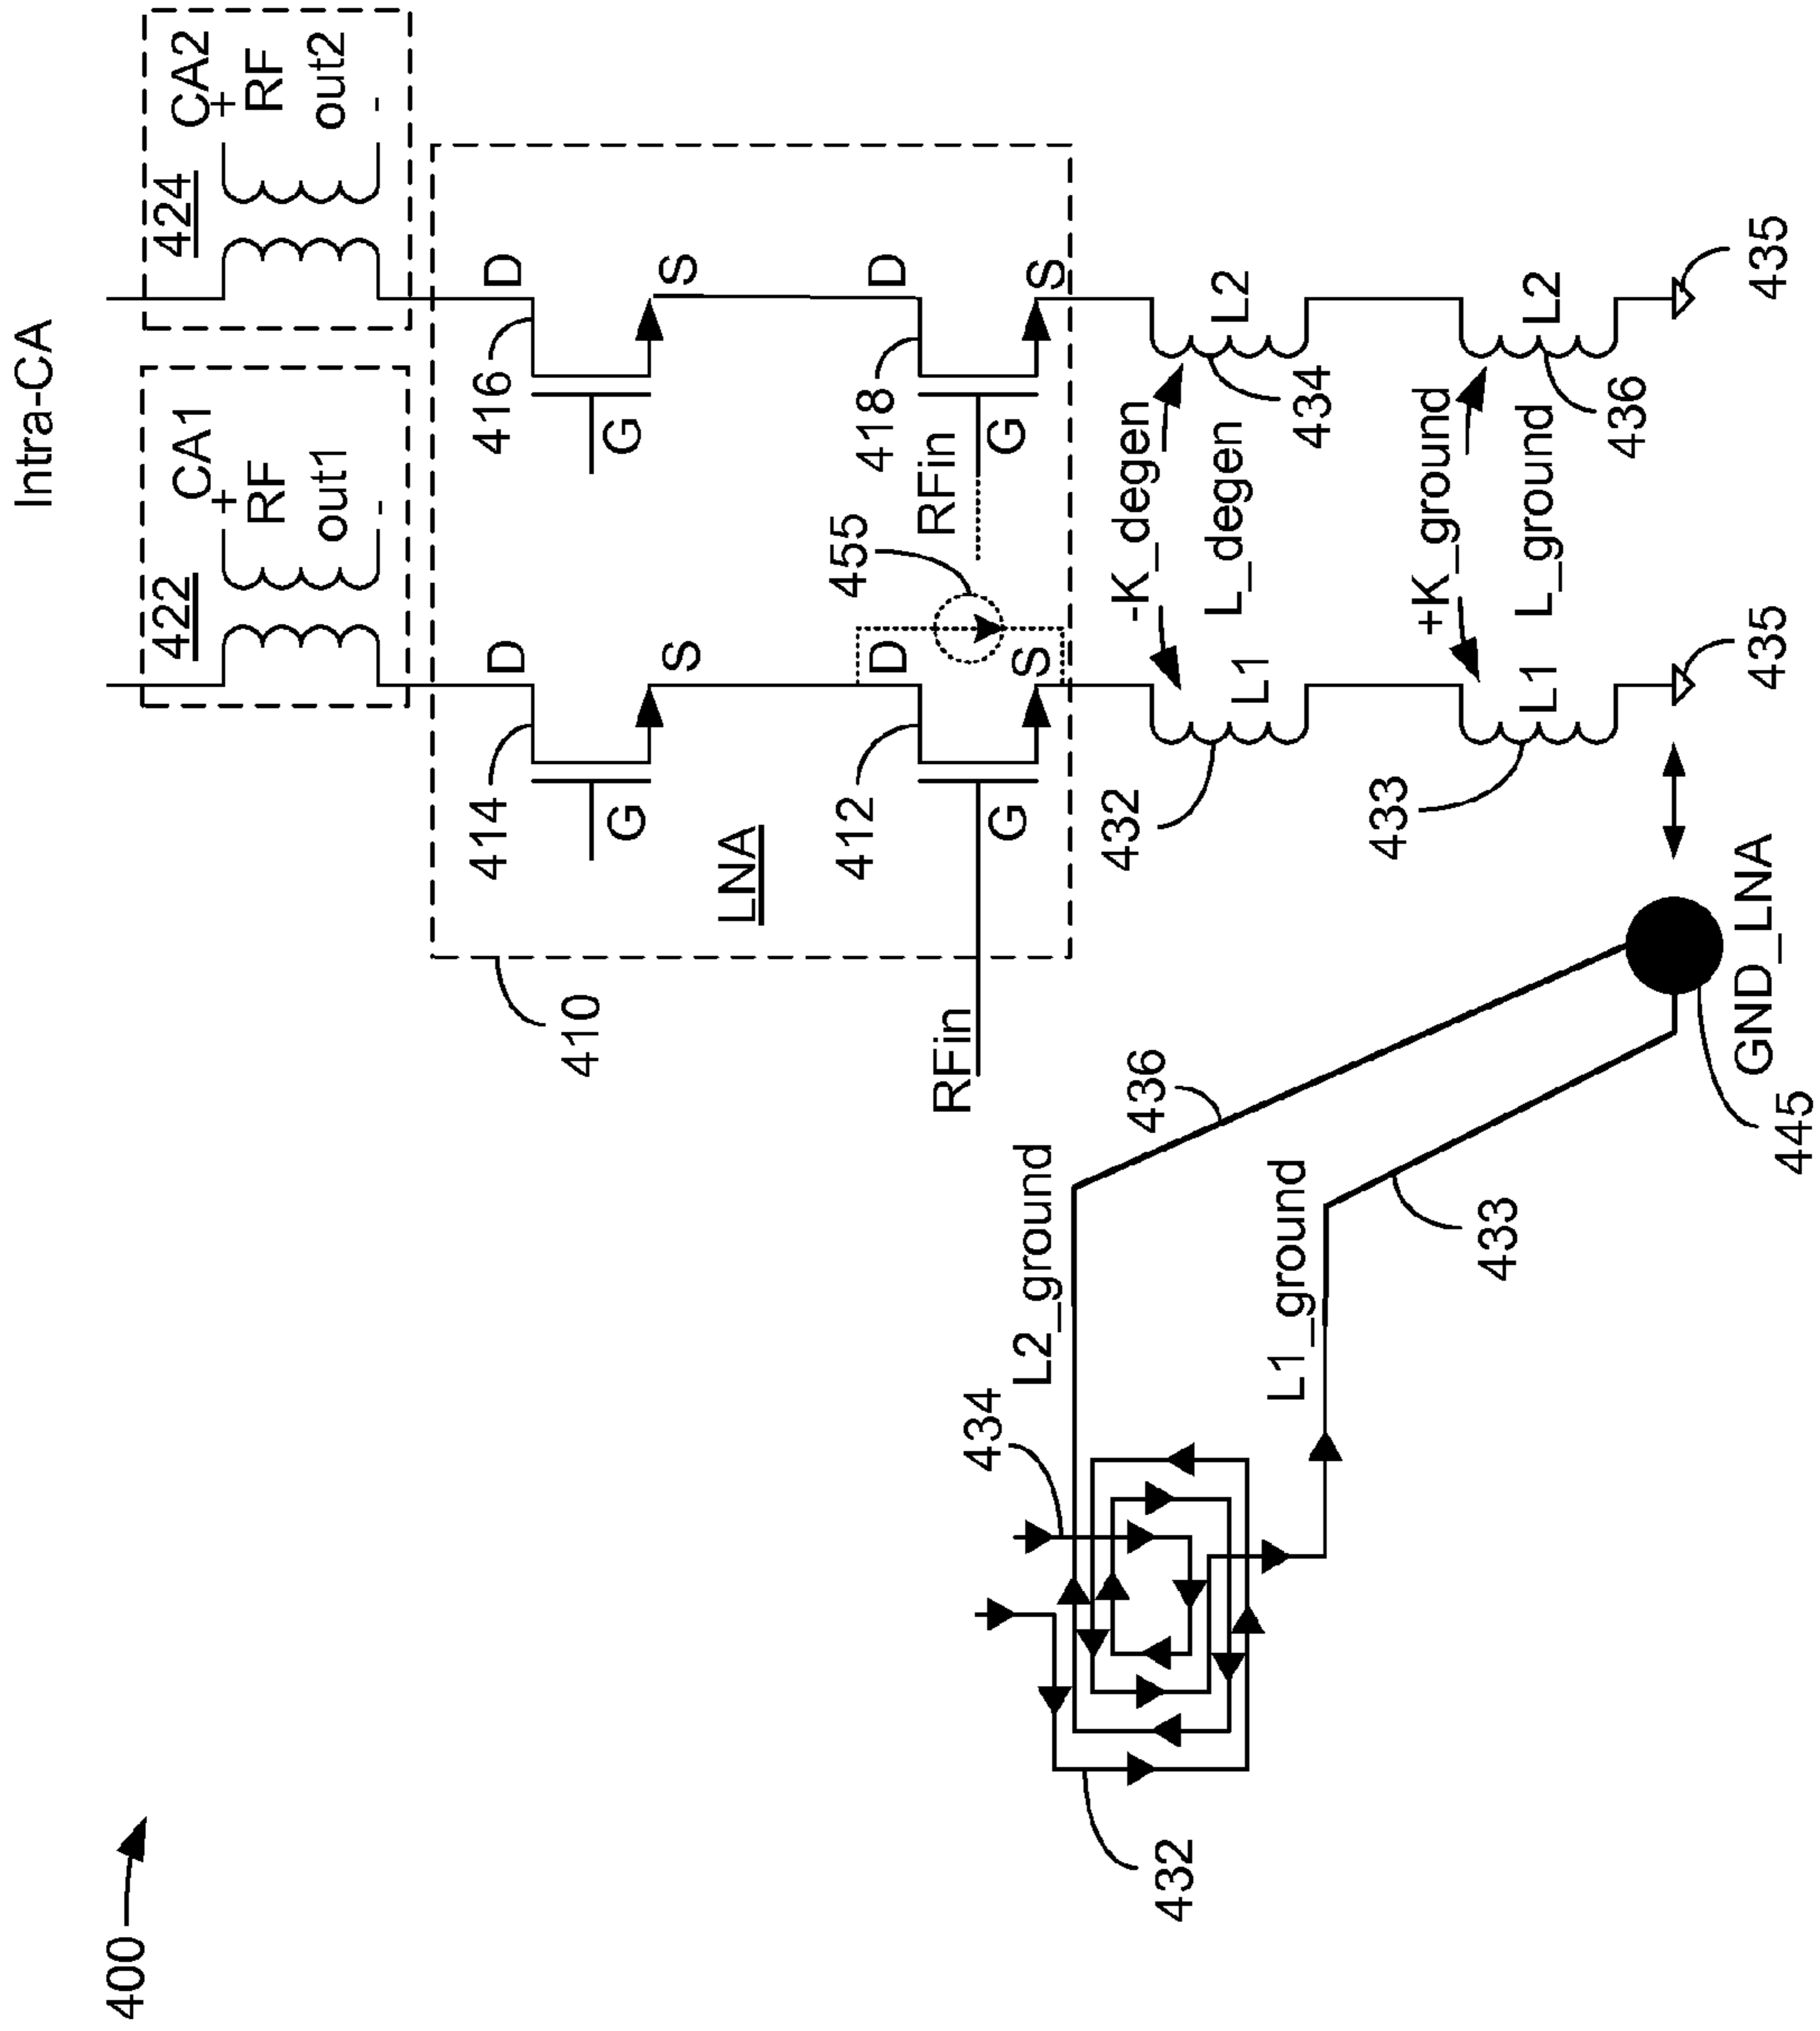 400
Intra-CA
422
CA1
+
RF
out1
-
424
CA2
+
RF
out2
-
414
D
G
S
416
D
G
S
LNA
410
412
D
G
S
455
418
D
G
S
RFin
RFin
432
L1
-K_degen
L_degen
L2
434
433
L1
+K_ground
L_ground
L2
436
435
435
432
434
L2_ground
436
L1_ground
433
445
GND_LNA